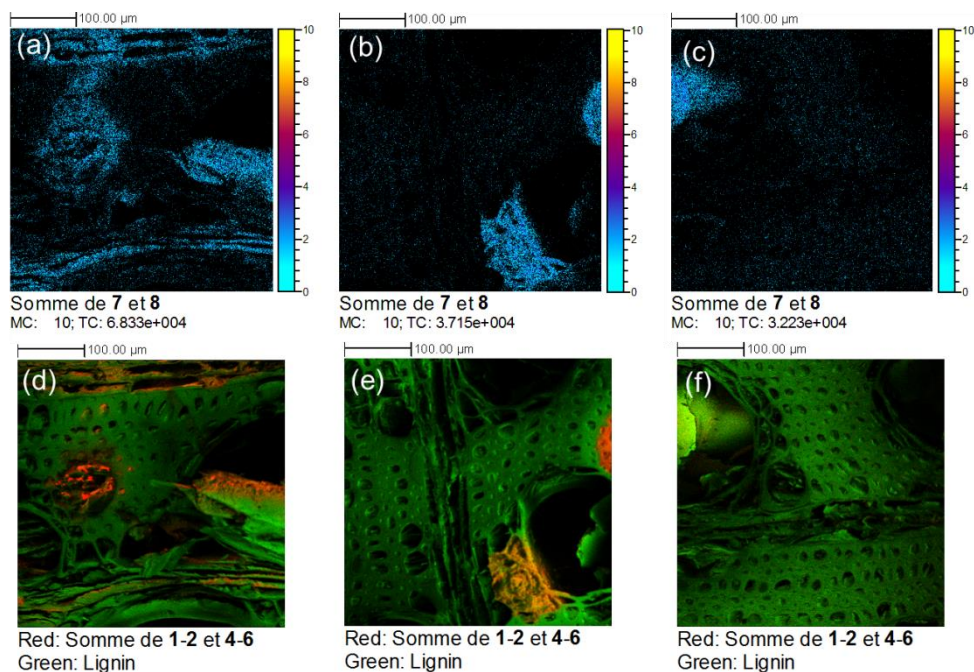 100.00 µm
100.00 µm
100.00 µm
(a)
10
8
6
4
2
0
(b)
10
8
6
4
2
0
(c)
10
8
6
4
2
0
Somme de 7 et 8
MC: 10; TC: 6.833e+004
Somme de 7 et 8
MC: 10; TC: 3.715e+004
Somme de 7 et 8
MC: 10; TC: 3.223e+004
100.00 µm
100.00 µm
100.00 µm
(d)
(e)
(f)
Red: Somme de 1-2 et 4-6
Green: Lignin
Red: Somme de 1-2 et 4-6
Green: Lignin
Red: Somme de 1-2 et 4-6
Green: Lignin